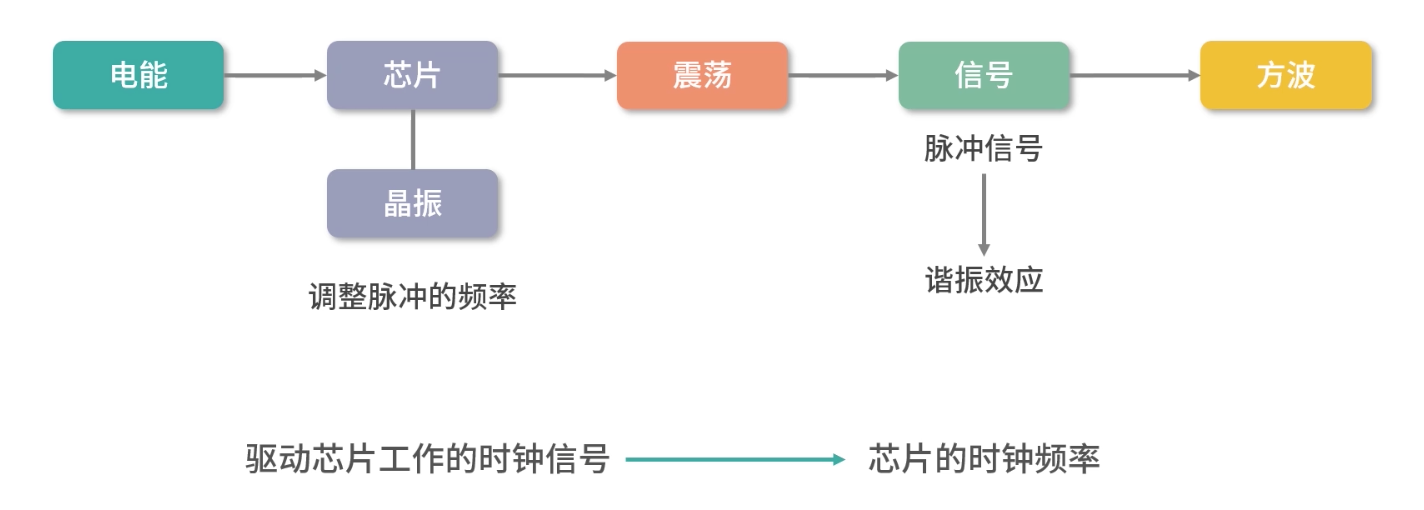 电能
芯片
震荡
信号
方波
脉冲信号
晶振
谐振效应
调整脉冲的频率
驱动芯片工作的时钟信号
芯片的时钟频率